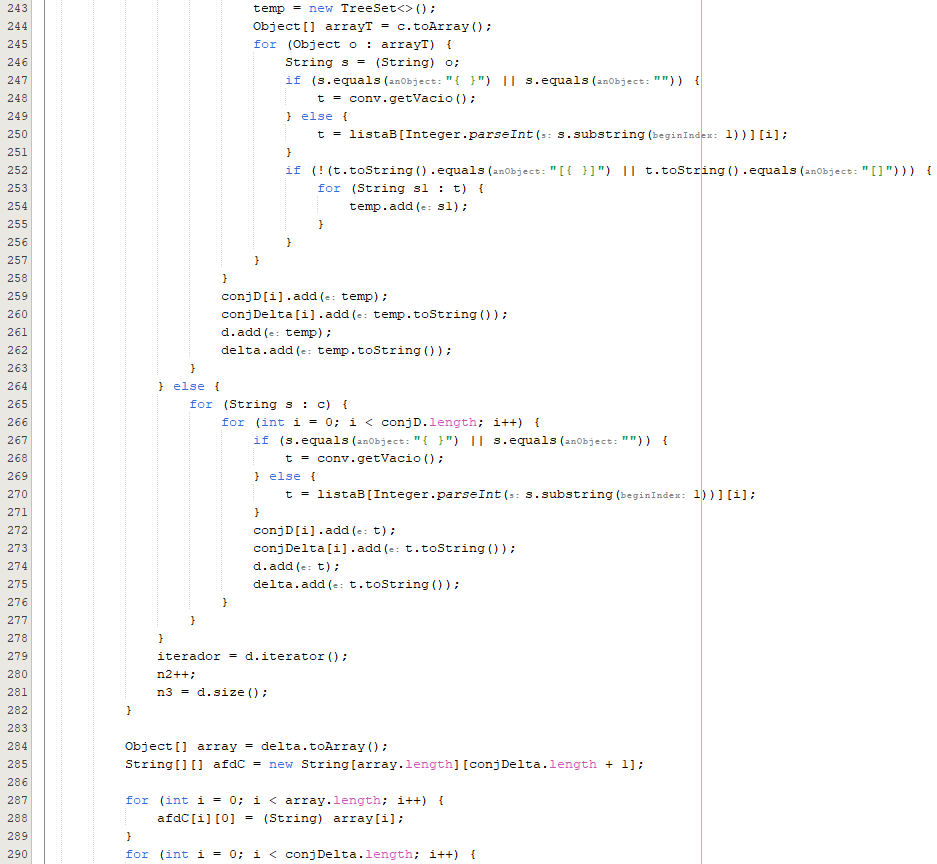 243 temp = new TreeSet<>();
244 Object[] arrayT = c.toArray();
245 for (Object o : arrayT) {
246 String s = (String) o;
247 if (s.equals(anObject: "{ }") || s.equals(anObject: "")) {
248 t = conv.getVacio();
249 } else {
250 t = listaB[Integer.parseInt(s: s.substring(beginIndex: 1))][i];
251 }
252 if (!(t.toString().equals(anObject: "[{ }]") || t.toString().equals(anObject: "[]"))) {
253 for (String s1 : t) {
254 temp.add(e: s1);
255 }
256 }
257 }
258 }
259 conjD[i].add(e: temp);
260 conjDelta[i].add(e: temp.toString());
261 d.add(e: temp);
262 delta.add(e: temp.toString());
263 }
264 } else {
265 for (String s : c) {
266 for (int i = 0; i < conjD.length; i++) {
267 if (s.equals(anObject: "{ }") || s.equals(anObject: "")) {
268 t = conv.getVacio();
269 } else {
270 t = listaB[Integer.parseInt(s: s.substring(beginIndex: 1))][i];
271 }
272 conjD[i].add(e: t);
273 conjDelta[i].add(e: t.toString());
274 d.add(e: t);
275 delta.add(e: t.toString());
276 }
277 }
278 }
279 iterador = d.iterator();
280 n2++;
281 n3 = d.size();
282 }
283
284 Object[] array = delta.toArray();
285 String[][] afdC = new String[array.length][conjDelta.length + 1];
286
287 for (int i = 0; i < array.length; i++) {
288 afdC[i][0] = (String) array[i];
289 }
290 for (int i = 0; i < conjDelta.length; i++) {